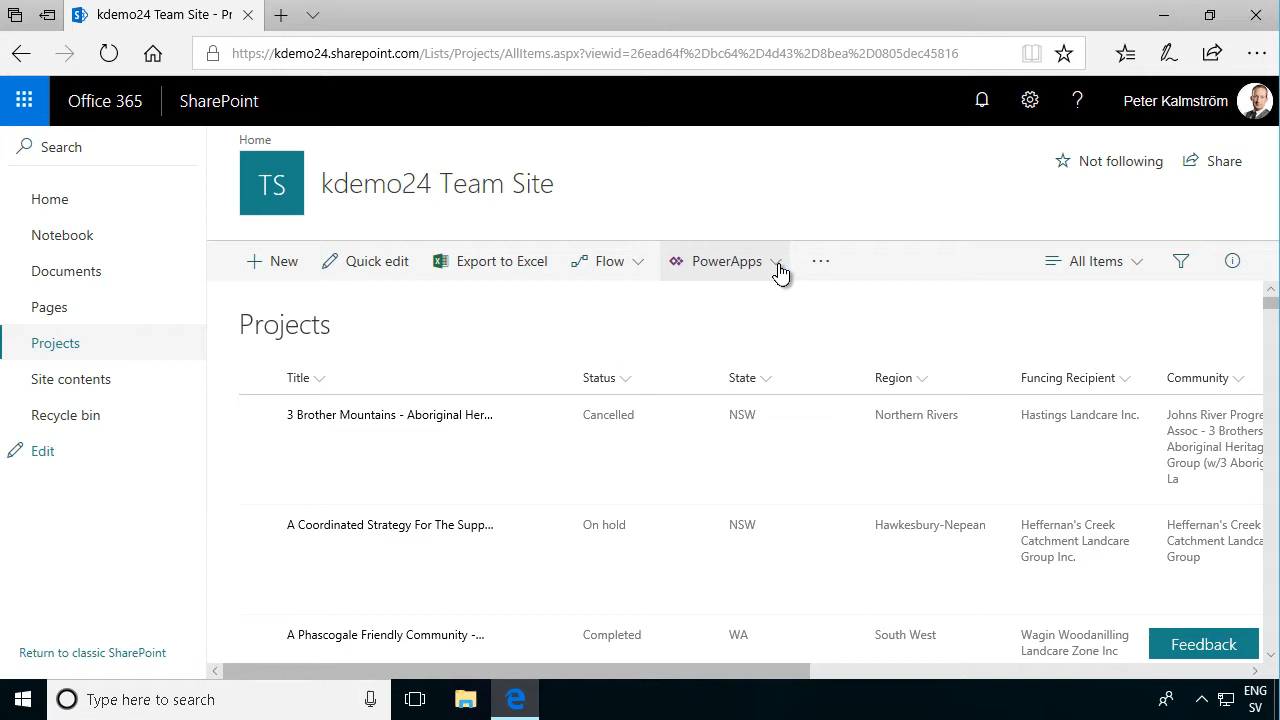 kdemo24 Team Site - Pr
https://kdemo24.sharepoint.com/Lists/Projects/AllItems.aspx?viewid=26ead64f%2Dbc64%2D4d43%2D8bea%2D0805dec45816
Office 365
SharePoint
Peter Kalmström
Search
Home
Notebook
Documents
Pages
Projects
Site contents
Recycle bin
Edit
Return to classic SharePoint
Home
TS
kdemo24 Team Site
Not following
Share
New
Quick edit
Export to Excel
Flow
PowerApps
All Items
Projects
Title
Status
State
Region
Funcing Recipient
Community
3 Brother Mountains - Aboriginal Her...
Cancelled
NSW
Northern Rivers
Hastings Landcare Inc.
Johns River Progre
Assoc - 3 Brothers
Aboriginal Heritag
Group (w/3 Aborig
La
A Coordinated Strategy For The Supp...
On hold
NSW
Hawkesbury-Nepean
Heffernan's Creek
Catchment Landcare
Group Inc.
Heffernan's Creek
Catchment Landca
Group
A Phascogale Friendly Community -...
Completed
WA
South West
Wagin Woodanilling
Landcare Zone Inc
Feedback
Type here to search
ENG
SV